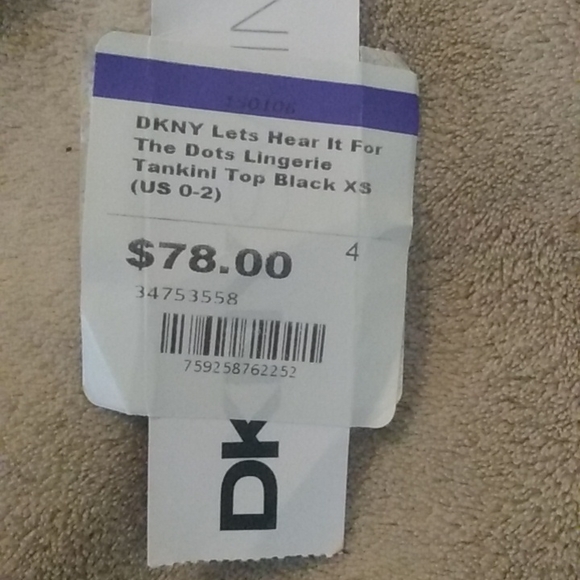 130106
DKNY Lets Hear It For
The Dots Lingerie
Tankini Top Black XS
(US 0-2)
$78.00 4
34753558
759258762252
DK